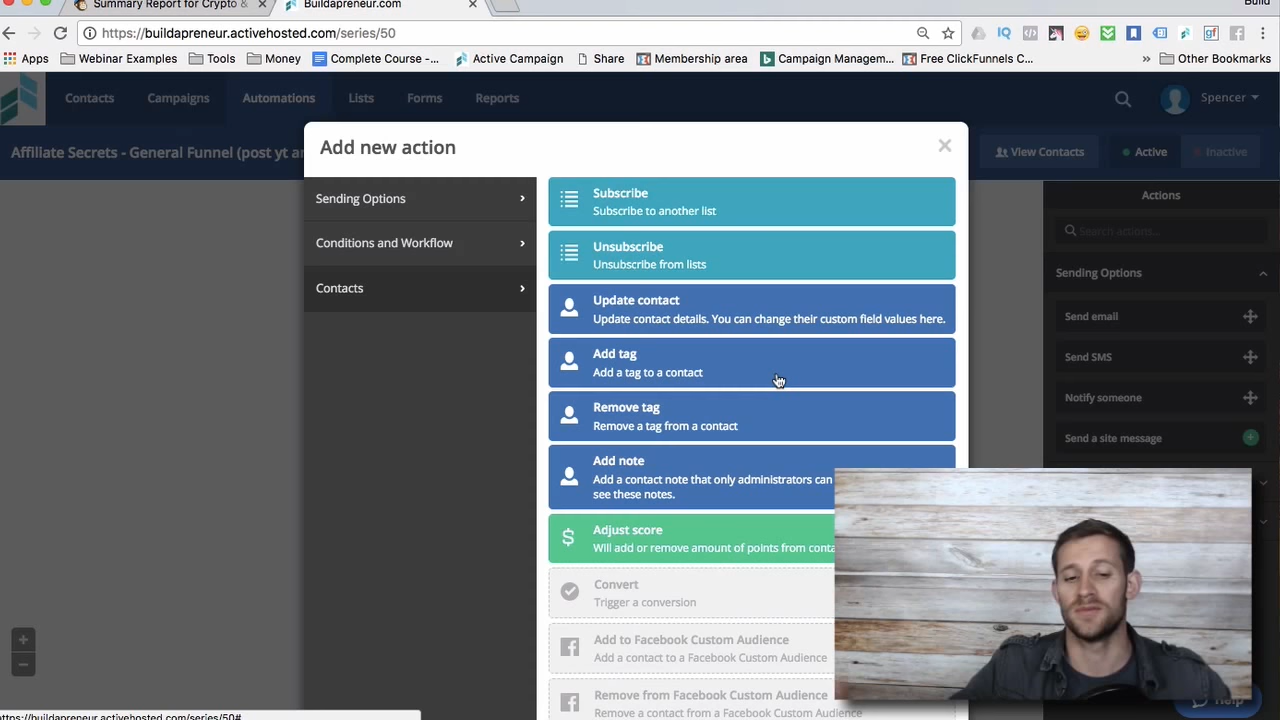 Summary Report for Crypto &
Buildapreneur.com
Build
https://buildapreneur.activehosted.com/series/50
Apps
Webinar Examples
Tools
Money
Complete Course -...
Active Campaign
Share
Membership area
Campaign Managem...
Free ClickFunnels C...
»
Other Bookmarks
Contacts
Campaigns
Automations
Lists
Forms
Reports
Spencer
Affiliate Secrets - General Funnel (post yt
View Contacts
Active
Inactive
Add new action
Sending Options
Conditions and Workflow
Contacts
Subscribe
Subscribe to another list
Unsubscribe
Unsubscribe from lists
Update contact
Update contact details. You can change their custom field values here.
Add tag
Add a tag to a contact
Remove tag
Remove a tag from a contact
Add note
Add a contact note that only administrators can
see these notes.
Adjust score
Will add or remove amount of points from conta
Convert
Trigger a conversion
Add to Facebook Custom Audience
Add a contact to a Facebook Custom Audience
Remove from Facebook Custom Audience
Remove a contact from a Facebook Custom Audience
Actions
Search actions...
Sending Options
Send email
Send SMS
Notify someone
Send a site message
Help
https://buildapreneur.activehosted.com/series/50#